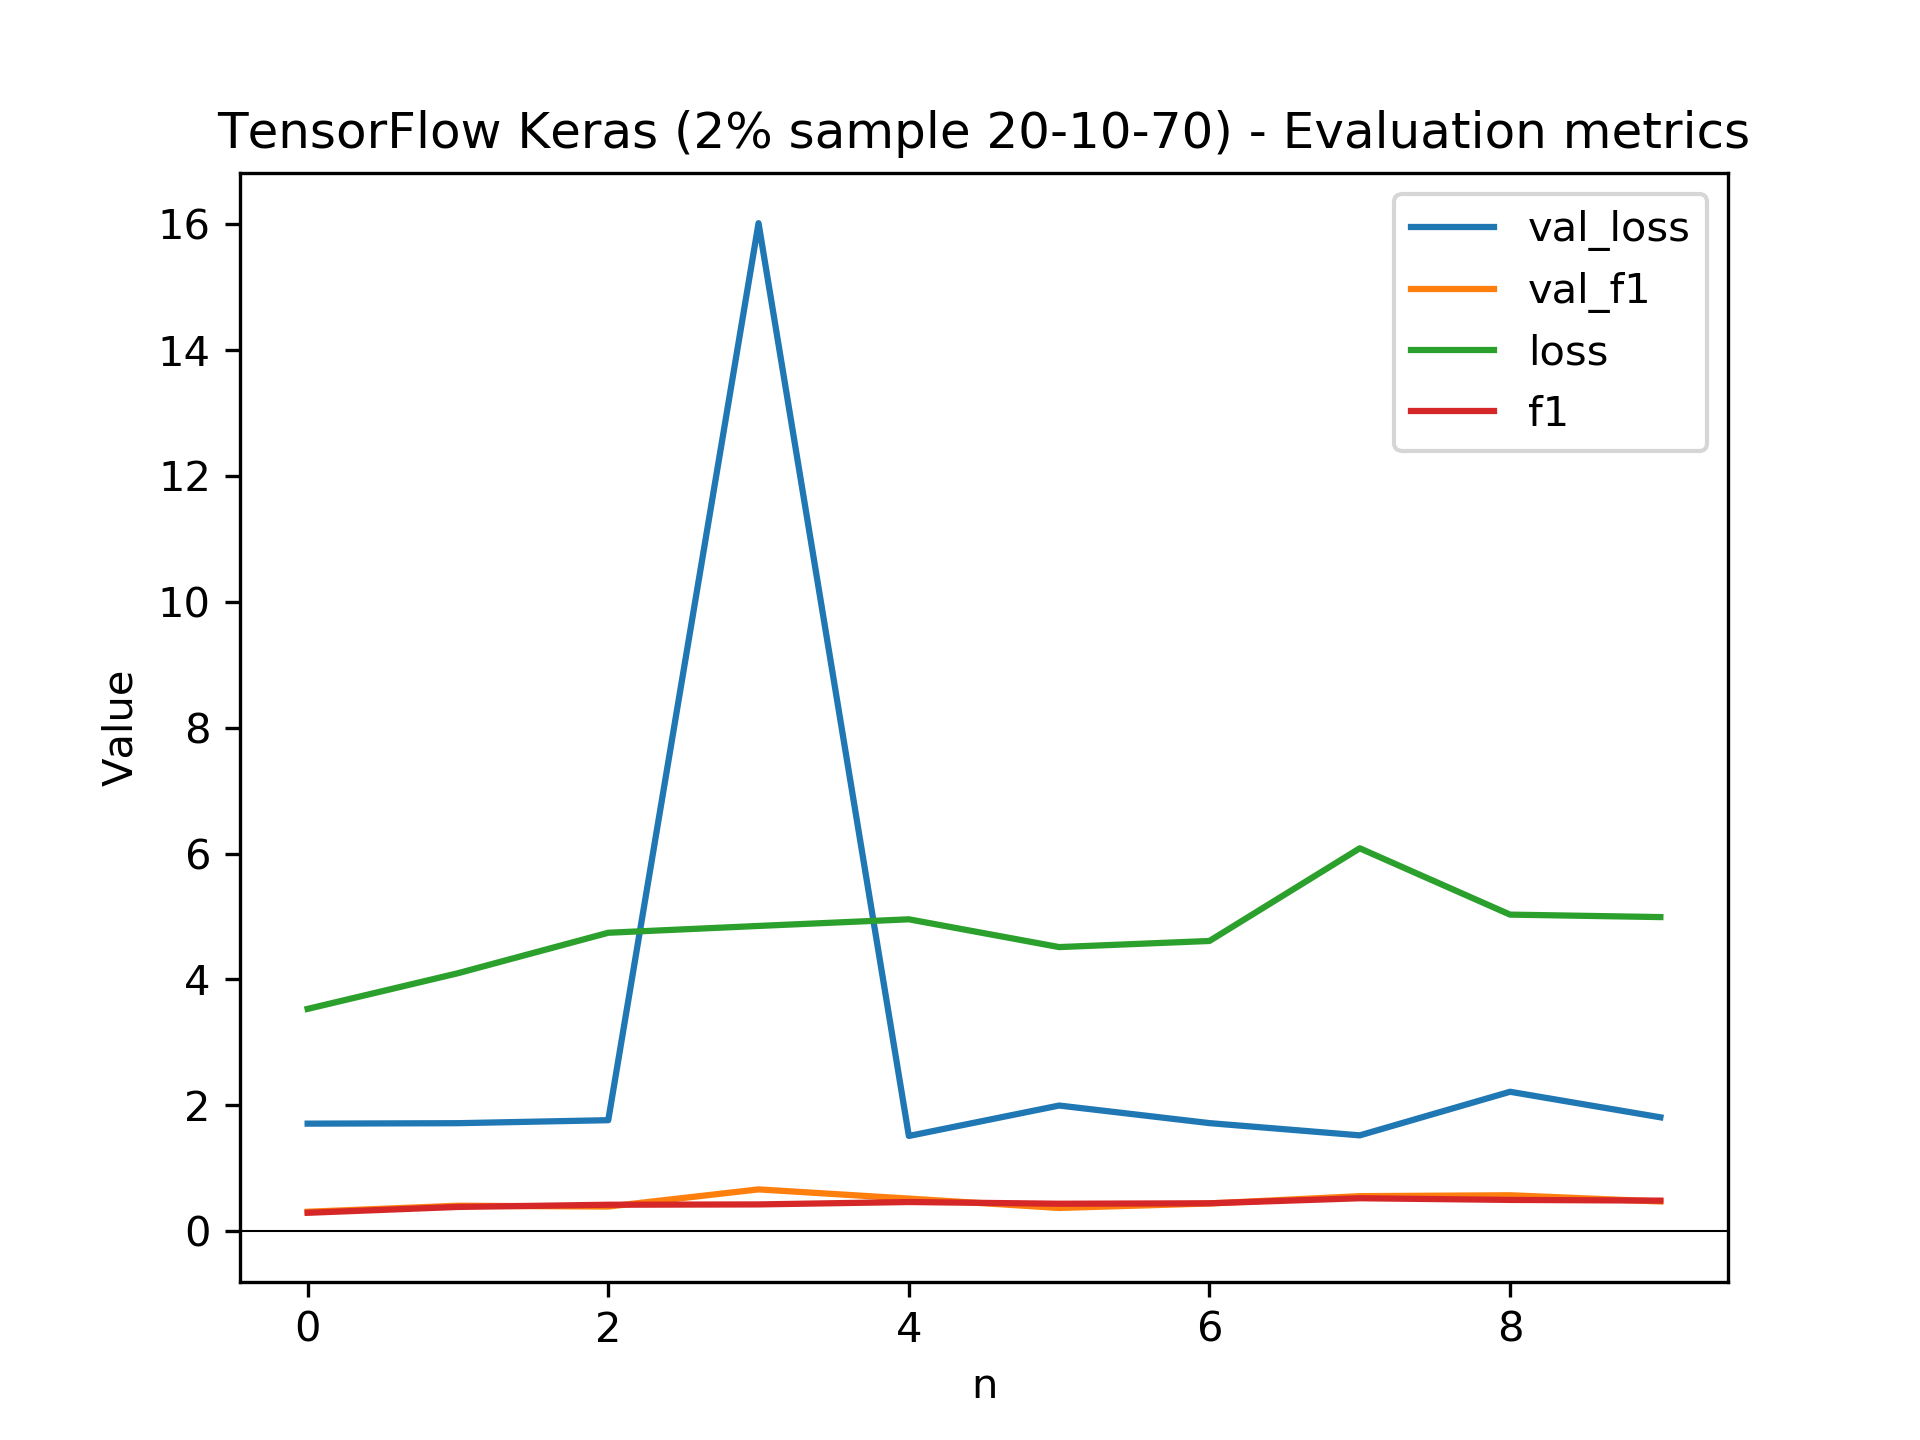 TensorFlow Keras (2% sample 20-10-70) - Evaluation metrics
val_loss
val_f1
loss
f1
16
14
12
10
8
6
4
2
0
Value
0 2 4 6 8
n